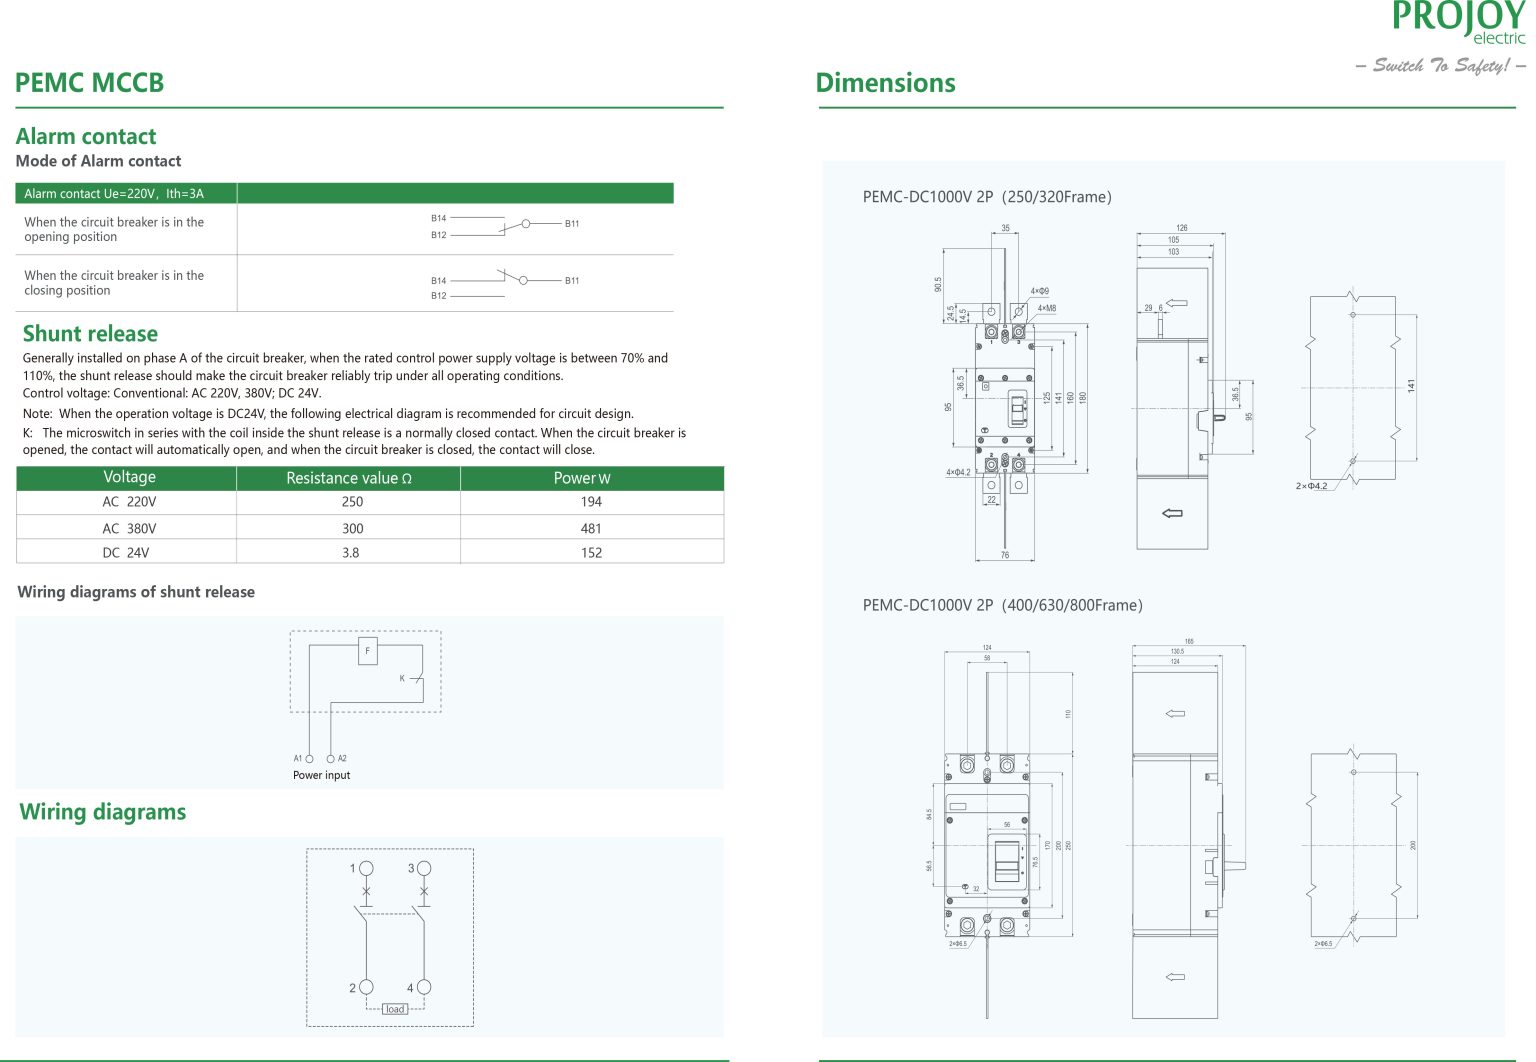 PROJOY
electric
– Switch To Safety! –
PEMC MCCB
Alarm contact
Mode of Alarm contact
Alarm contact Ue=220V, Ith=3A
When the circuit breaker is in the
opening position
B14
B12
B11
When the circuit breaker is in the
closing position
B14
B12
B11
Shunt release
Generally installed on phase A of the circuit breaker, when the rated control power supply voltage is between 70% and
110%, the shunt release should make the circuit breaker reliably trip under all operating conditions.
Control voltage: Conventional: AC 220V, 380V; DC 24V.
Note: When the operation voltage is DC24V, the following electrical diagram is recommended for circuit design.
K: The microswitch in series with the coil inside the shunt release is a normally closed contact. When the circuit breaker is
opened, the contact will automatically open, and when the circuit breaker is closed, the contact will close.
Voltage Resistance value Ω Power W
AC 220V 250 194
AC 380V 300 481
DC 24V 3.8 152
Wiring diagrams of shunt release
F
K
A1 A2
Power input
Wiring diagrams
1 3
2 4
load
Dimensions
PEMC-DC1000V 2P (250/320Frame)
35
90.5
24.5
14.5
4×Φ9
4×M8
1 3
36.5
95
125
141
160
180
2 4
4×Φ4.2
22
76
126
105
103
29 6
36.5
95
141
2×Φ4.2
PEMC-DC1000V 2P (400/630/800Frame)
124
58
110
84.5
56
56.5
76.5
170
200
250
32
2×Φ6.5
165
130.5
124
200
2×Φ6.5